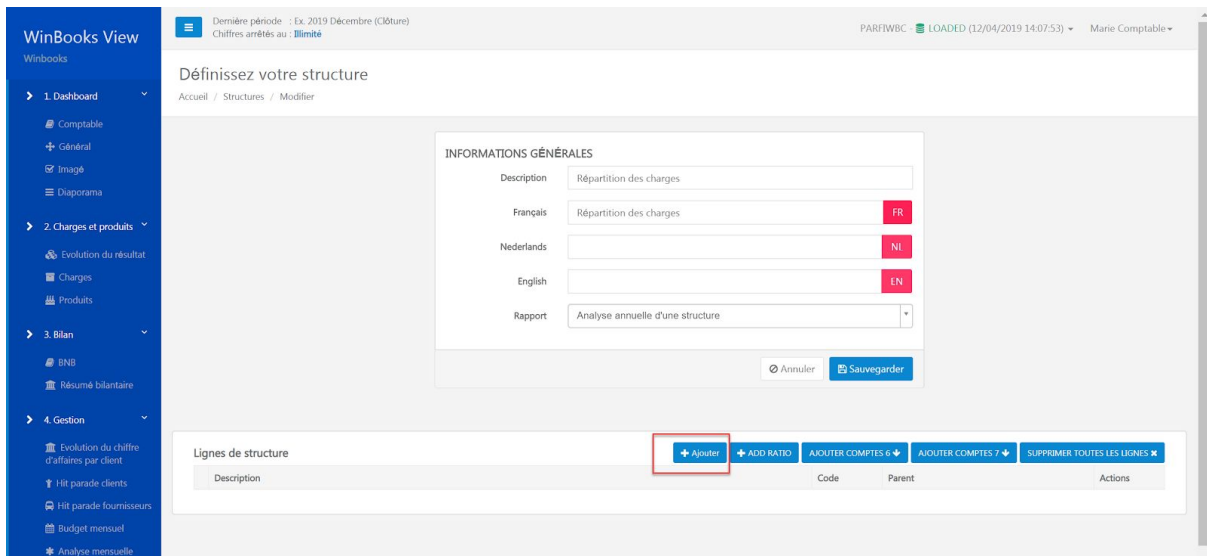 WinBooks View
Winbooks
Dernière période : Ex. 2019 Décembre (Clôture)
Chiffres arrêtés au : Illimité
PARFIWBC - LOADED (12/04/2019 14:07:53)
Marie Comptable
Définissez votre structure
Accueil / Structures / Modifier
1. Dashboard
Comptable
Général
Imagé
Diaporama
2. Charges et produits
Evolution du résultat
Charges
Produits
3. Bilan
BNB
Résumé bilantaire
4. Gestion
Evolution du chiffre
d'affaires par client
Hit parade clients
Hit parade fournisseurs
Budget mensuel
Analyse mensuelle
INFORMATIONS GÉNÉRALES
Description Répartition des charges
Français Répartition des charges FR
Nederlands NL
English EN
Rapport Analyse annuelle d'une structure
Annuler Sauvegarder
Lignes de structure
+ Ajouter + ADD RATIO AJOUTER COMPTES 6 AJOUTER COMPTES 7 SUPPRIMER TOUTES LES LIGNES
Description Code Parent Actions